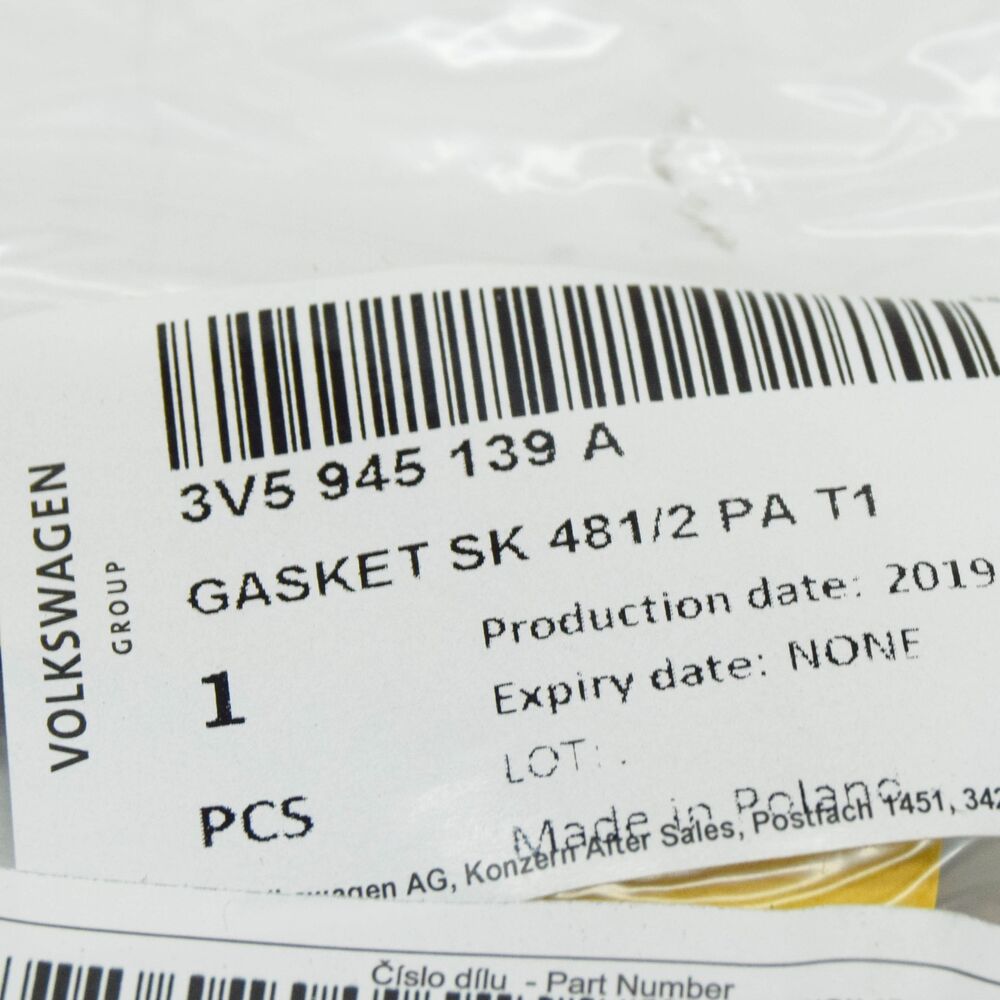 VOLKSWAGEN
GROUP
3V5 945 139 A
GASKET SK 481/2 PA T1
Production date: 2019
Expiry date: NONE
1
LOT: .
PCS
Made in Poland
AG, Konzern After Sales, Postfach 1451, 342
Číslo dílu - Part Number